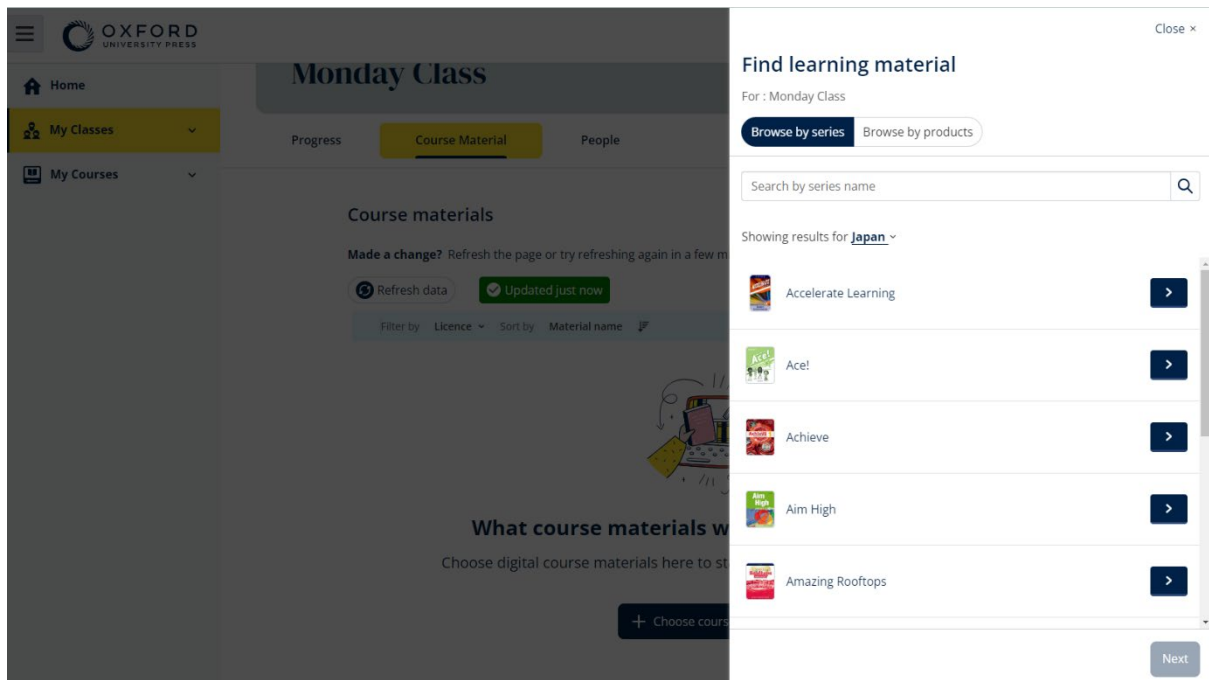 OXFORD
UNIVERSITY PRESS
Home
My Classes
My Courses
Monday Class
Progress
Course Material
People
Course materials
Made a change? Refresh the page or try refreshing again in a few m
Refresh data
Updated just now
Filter by Licence Sort by Material name
What course materials w
Choose digital course materials here to st
+ Choose cours
Close ×
Find learning material
For : Monday Class
Browse by series
Browse by products
Search by series name
Showing results for Japan
Accelerate Learning
Ace!
Ace!
Achieve
Aim High
Aim High
Amazing Rooftops
Next